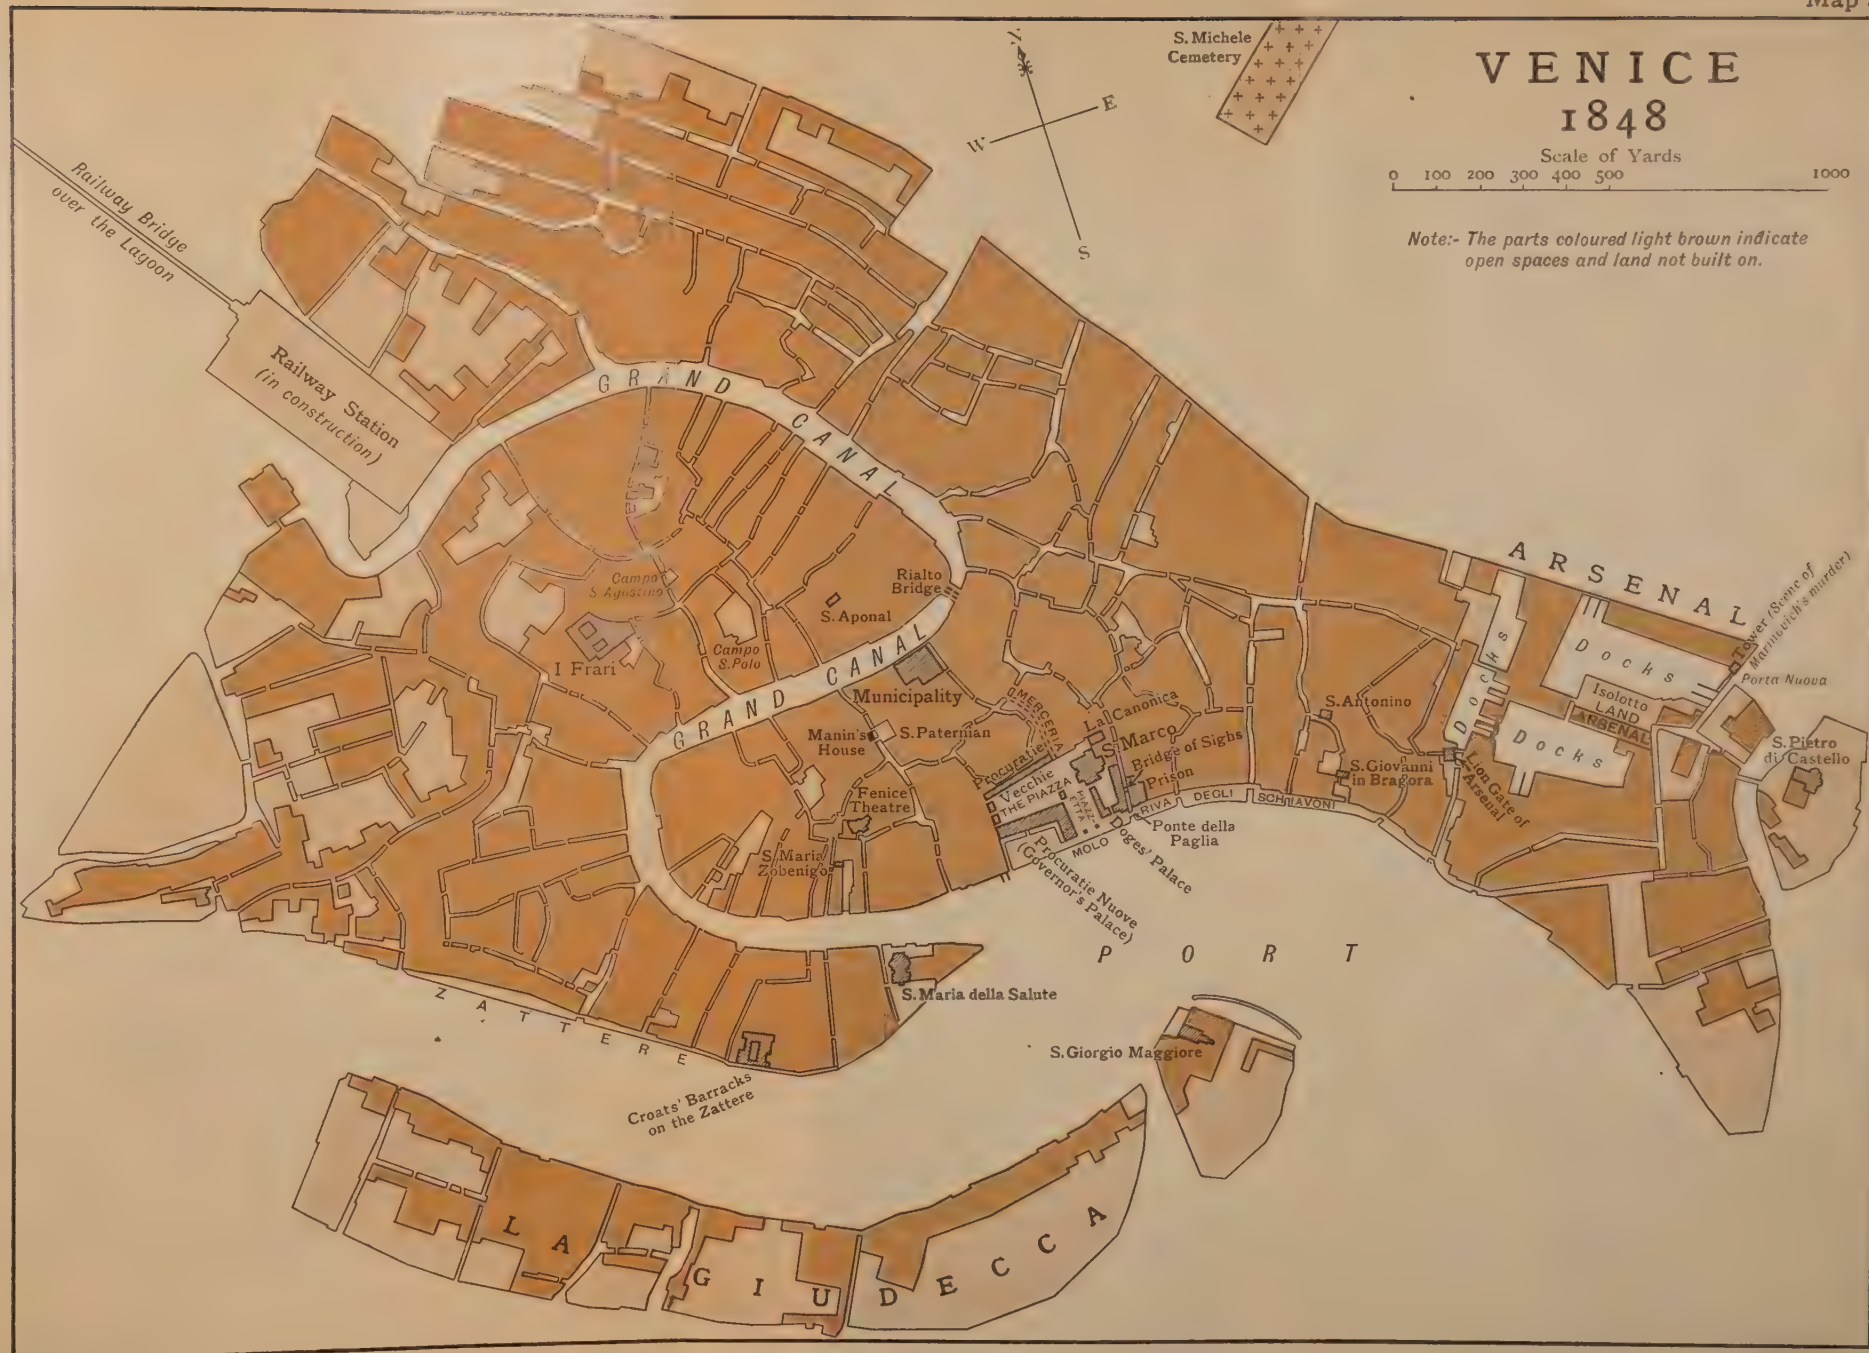 Map
S. Michele
Cemetery
VENICE
1848
Scale of Yards
0 100 200 300 400 500 1000
Note:- The parts coloured light brown indicate
open spaces and land not built on.
E
W
S
Railway Bridge
over the Lagoon
Railway Station
(in construction)
GRAND CANAL
Campo
S. Agostino
Rialto
Bridge
S. Aponal
Campo
S. Polo
I Frari
GRAND CANAL
Municipality
Manin's
House
S. Paternian
MERCERIA
La Canonica
S. Marco
Bridge of Sighs
Prison
Procuratie
Vecchie
THE PIAZZA
PIAZZ-
ETTA
Fenice
Theatre
S. Maria
Zobenigo
RIVA DEGLI SCHIAVONI
Ponte della
Paglia
MOLO
Doges' Palace
Procuratie Nuove
(Governor's Palace)
S. Antonino
S. Giovanni
in Bragora
Lion Gate of
Arsenal
ARSENAL
Docks
Docks
Docks
Isolotto
LAND
ARSENAL
Tower (Scene of
Marinovich's murder)
Porta Nuova
S. Pietro
di Castello
PORT
S. Maria della Salute
S. Giorgio Maggiore
ZATTERE
Croats' Barracks
on the Zattere
LA GIUDECCA